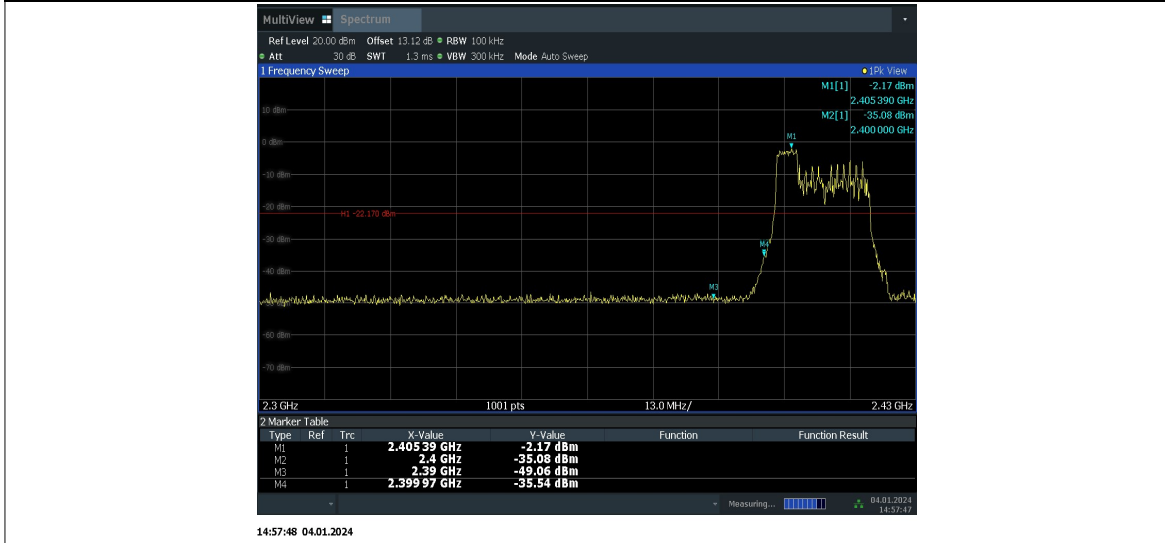 MultiView Spectrum
Ref Level 20.00 dBm Offset 13.12 dB RBW 100 kHz
Att 30 dB SWT 1.3 ms VBW 300 kHz Mode Auto Sweep
1 Frequency Sweep 1Pk View
M1[1] -2.17 dBm
2.405 390 GHz
M2[1] -35.08 dBm
2.400 000 GHz
10 dBm
M1
0 dBm
-10 dBm
-20 dBm
H1 -22.170 dBm
-30 dBm
M4
-40 dBm
M3
-50 dBm
-60 dBm
-70 dBm
2.3 GHz 1001 pts 13.0 MHz/ 2.43 GHz
2 Marker Table
Type Ref Trc X-Value Y-Value Function Function Result
M1 1 2.405 39 GHz -2.17 dBm
M2 1 2.4 GHz -35.08 dBm
M3 1 2.39 GHz -49.06 dBm
M4 1 2.399 97 GHz -35.54 dBm
Measuring... 04.01.2024
14:57:47
14:57:48 04.01.2024